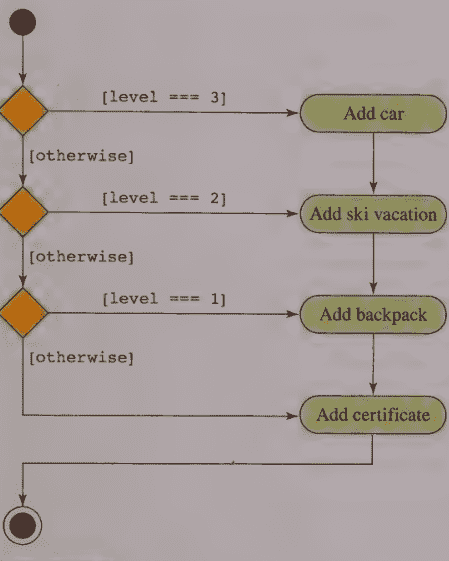 [level === 3]
Add car
[otherwise]
[level === 2]
Add ski vacation
[otherwise]
[level === 1]
Add backpack
[otherwise]
Add certificate